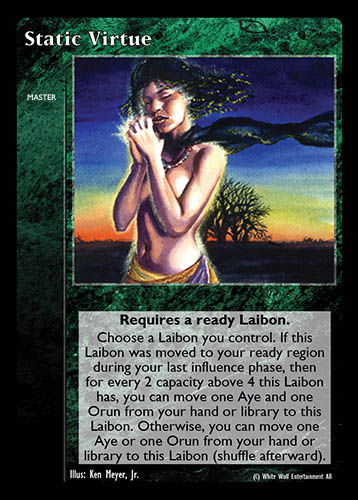 Static Virtue
MASTER
Requires a ready Laibon.
Choose a Laibon you control. If this
Laibon was moved to your ready region
during your last influence phase, then
for every 2 capacity above 4 this Laibon
has, you can move one Aye and one
Orun from your hand or library to this
Laibon. Otherwise, you can move one
Aye or one Orun from your hand or
library to this Laibon (shuffle afterward).
Illus: Ken Meyer, Jr.
(C) White Wolf Entertainment AB